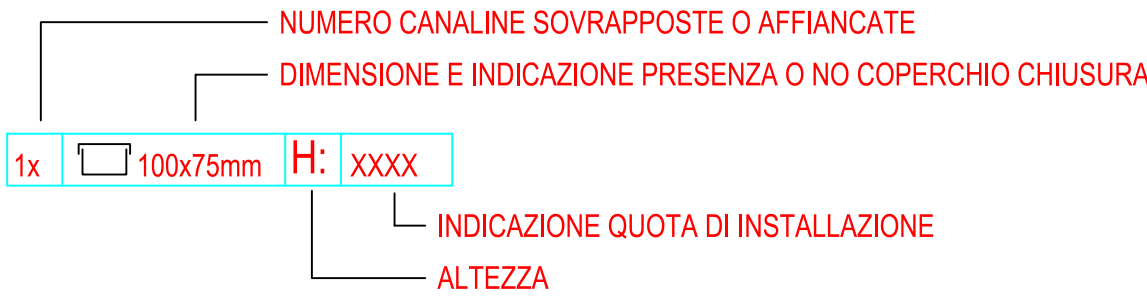 NUMERO CANALINE SOVRAPPOSTE O AFFIANCATE
DIMENSIONE E INDICAZIONE PRESENZA O NO COPERCHIO CHIUSURA
1x 100x75mm H: XXXX
INDICAZIONE QUOTA DI INSTALLAZIONE
ALTEZZA